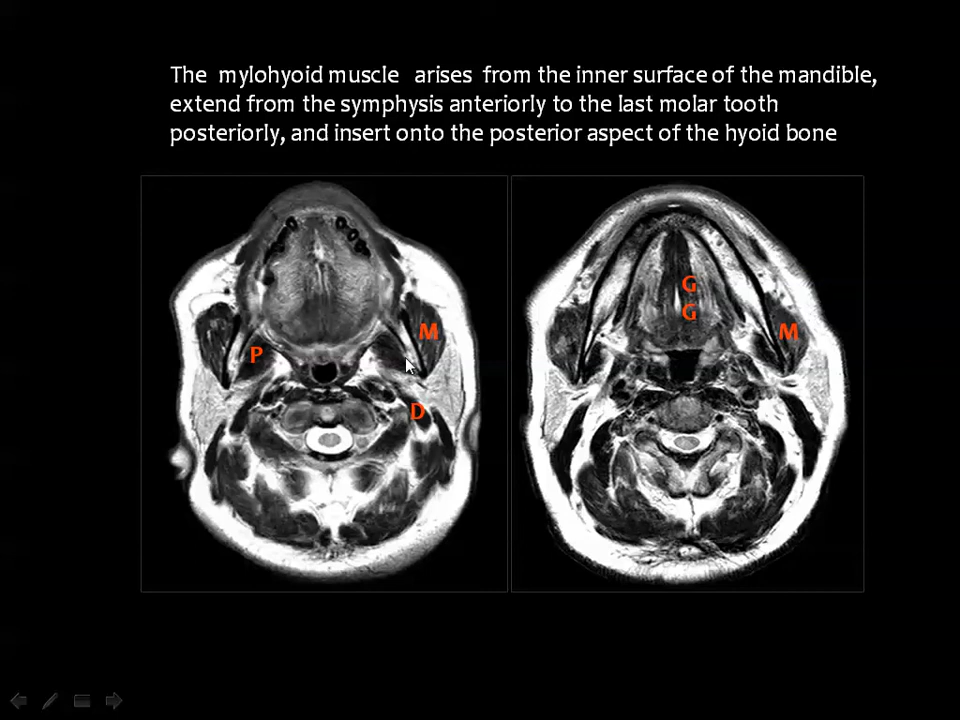 The mylohyoid muscle arises from the inner surface of the mandible,
extend from the symphysis anteriorly to the last molar tooth
posteriorly, and insert onto the posterior aspect of the hyoid bone
G
G
M
M
P
D